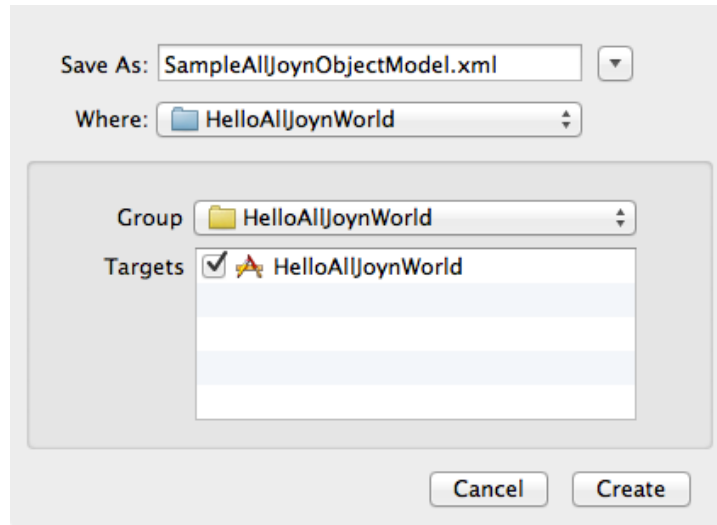 Save As: SampleAllJoynObjectModel.xml
Where: HelloAllJoynWorld
Group HelloAllJoynWorld
Targets HelloAllJoynWorld
Cancel Create